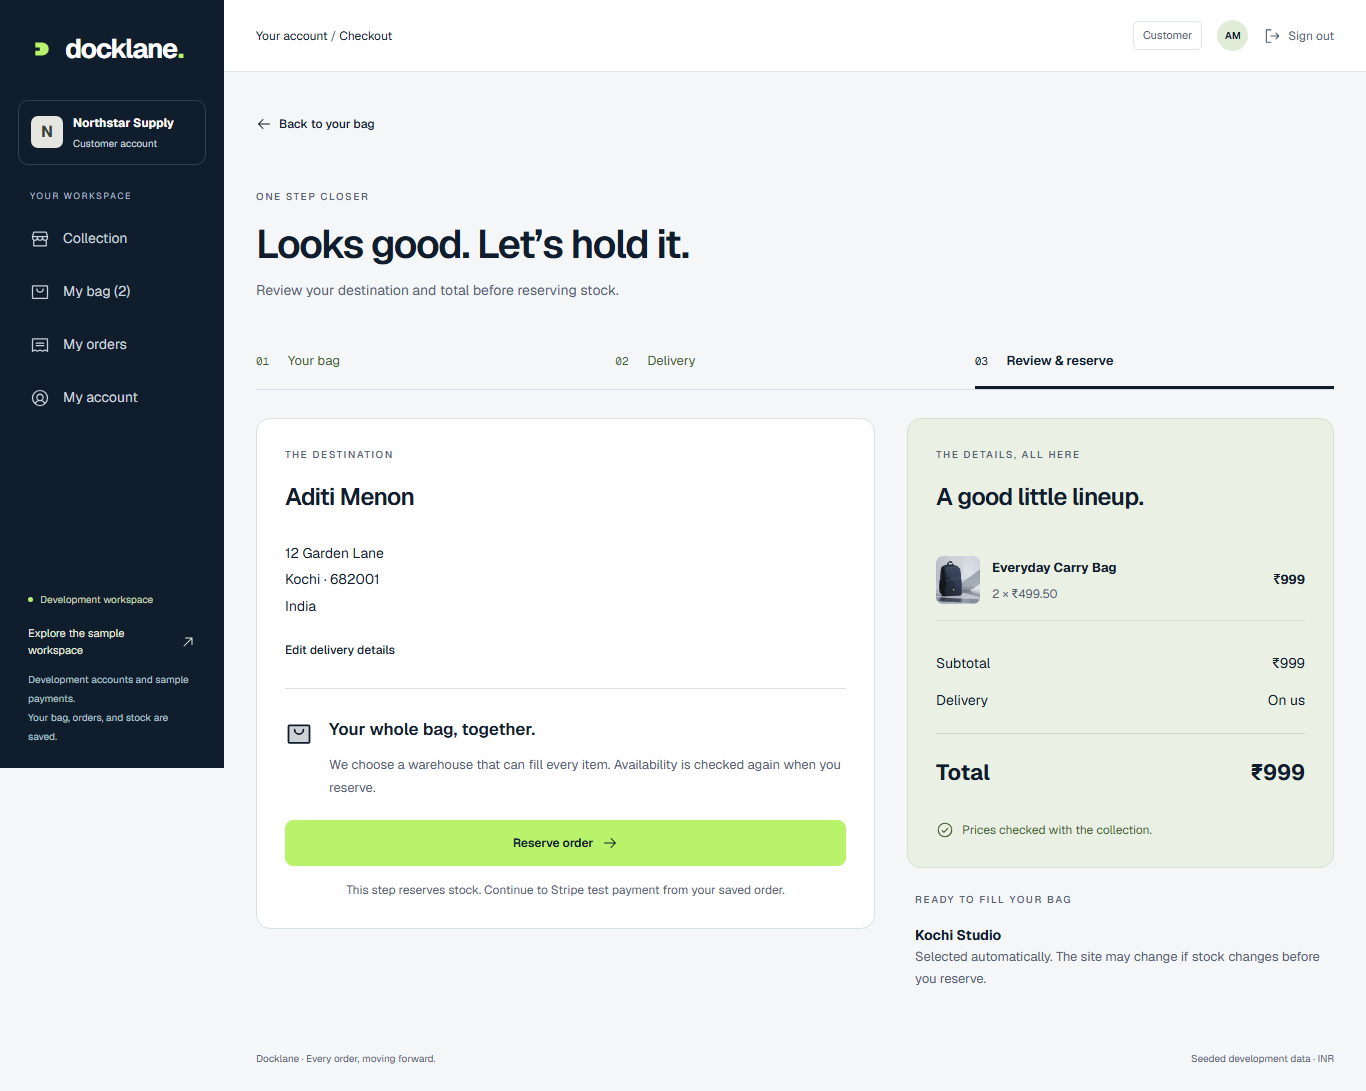 docklane.
N
Northstar Supply
Customer account
YOUR WORKSPACE
Collection
My bag (2)
My orders
My account
Development workspace
Explore the sample
workspace
Development accounts and sample
payments.
Your bag, orders, and stock are
saved.
Your account / Checkout
Customer
AM
Sign out
Back to your bag
ONE STEP CLOSER
Looks good. Let’s hold it.
Review your destination and total before reserving stock.
01 Your bag
02 Delivery
03 Review & reserve
THE DESTINATION
Aditi Menon
12 Garden Lane
Kochi · 682001
India
Edit delivery details
Your whole bag, together.
We choose a warehouse that can fill every item. Availability is checked again when you
reserve.
Reserve order
This step reserves stock. Continue to Stripe test payment from your saved order.
THE DETAILS, ALL HERE
A good little lineup.
Everyday Carry Bag
2 × ₹499.50
₹999
Subtotal ₹999
Delivery On us
Total ₹999
Prices checked with the collection.
READY TO FILL YOUR BAG
Kochi Studio
Selected automatically. The site may change if stock changes before
you reserve.
Docklane · Every order, moving forward.
Seeded development data · INR